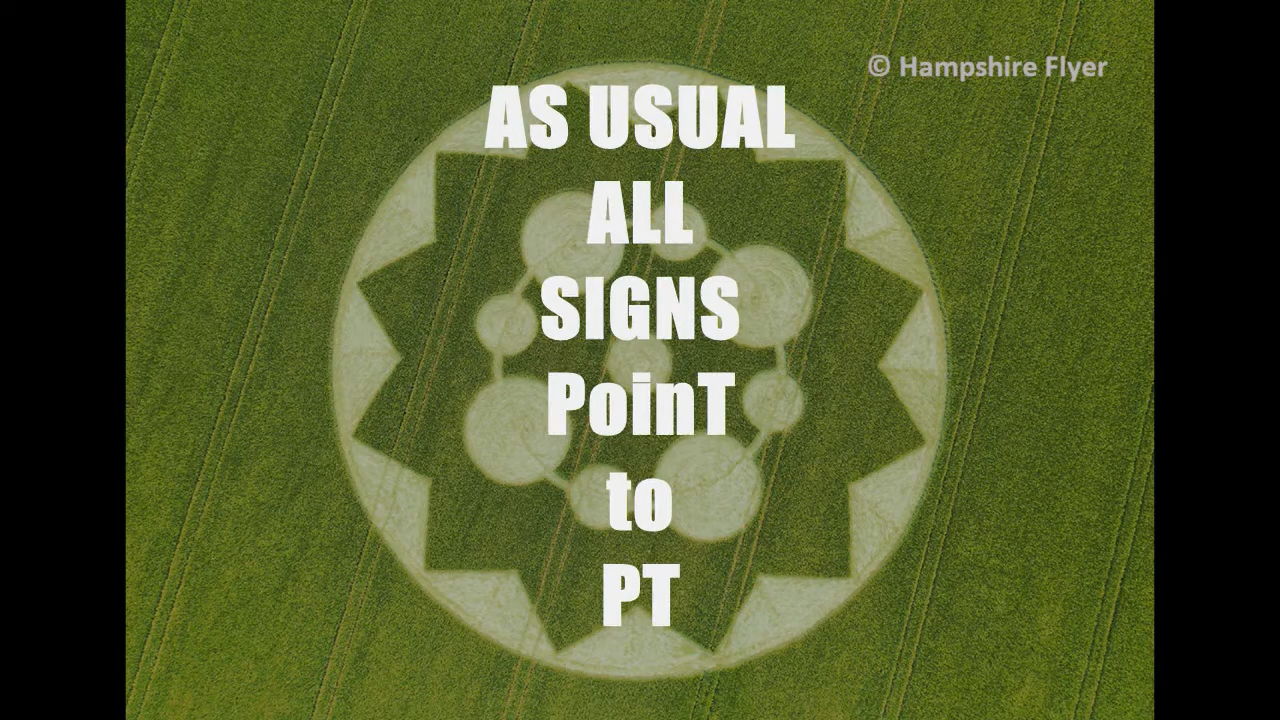 © Hampshire Flyer
AS USUAL
ALL
SIGNS
PoinT
to
PT